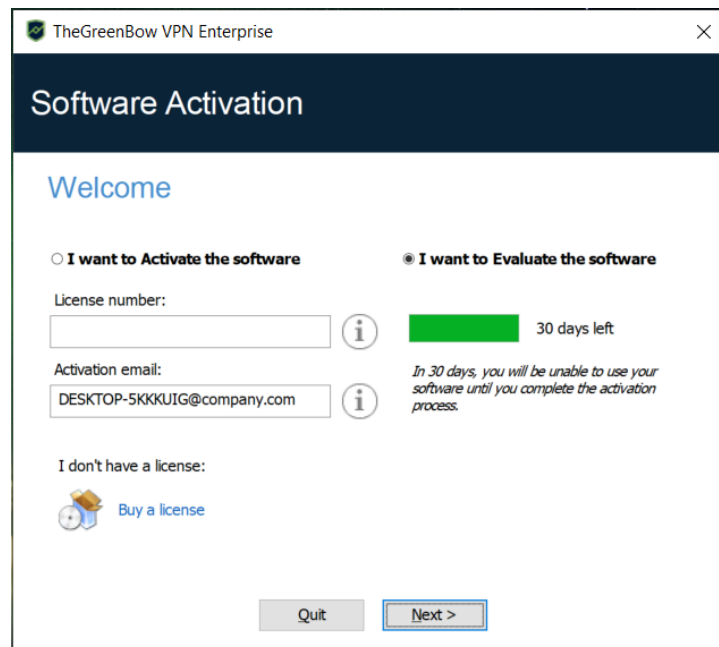 TheGreenBow VPN Enterprise
Software Activation
Welcome
I want to Activate the software
License number:
Activation email:
DESKTOP-5KKKUIG@company.com
I don't have a license:
Buy a license
I want to Evaluate the software
30 days left
In 30 days, you will be unable to use your
software until you complete the activation
process.
Quit
Next >